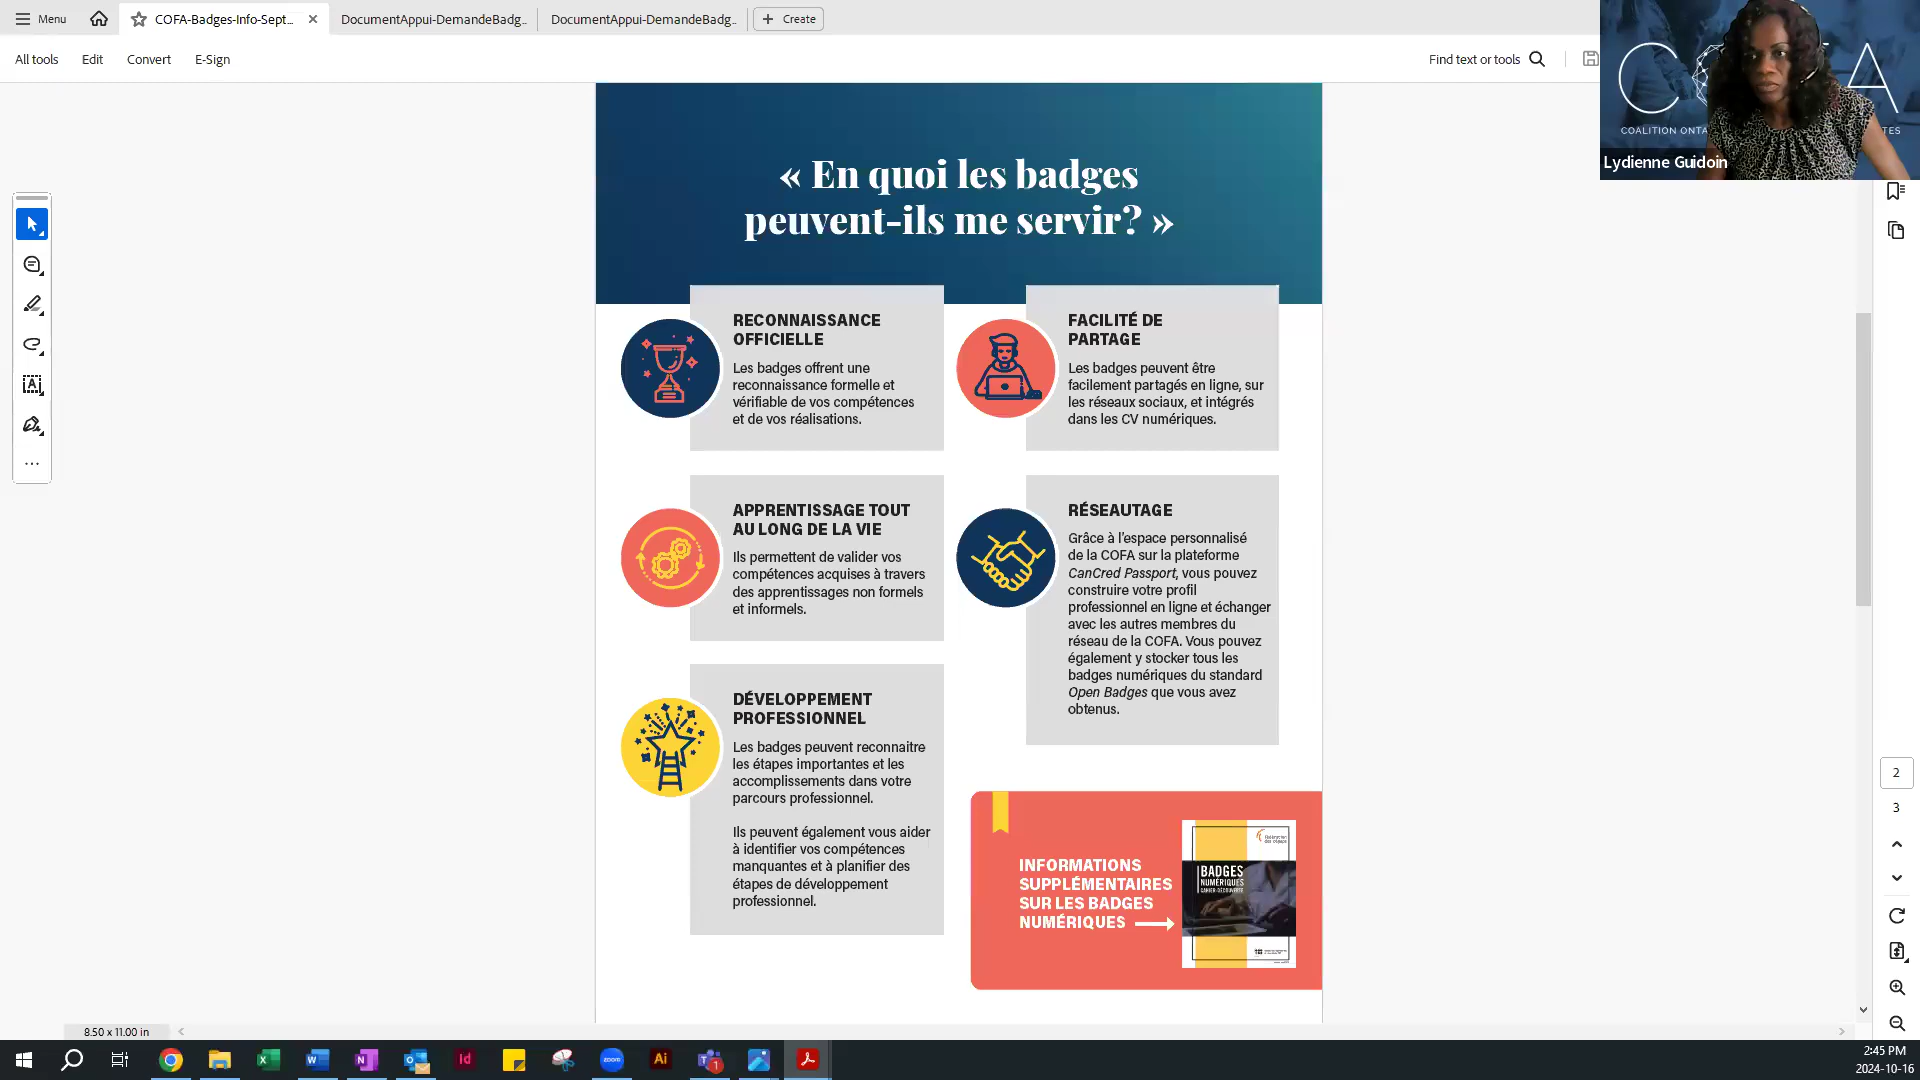 Menu
COFA-Badges-Info-Sept...
DocumentAppui-DemandeBadg...
DocumentAppui-DemandeBadg...
Create
All tools
Edit
Convert
E-Sign
Find text or tools
COALITION ONTA
TES
Lydienne Guidoin
« En quoi les badges
peuvent-ils me servir? »
RECONNAISSANCE
OFFICIELLE
Les badges offrent une
reconnaissance formelle et
vérifiable de vos compétences
et de vos réalisations.
FACILITÉ DE
PARTAGE
Les badges peuvent être
facilement partagés en ligne, sur
les réseaux sociaux, et intégrés
dans les CV numériques.
APPRENTISSAGE TOUT
AU LONG DE LA VIE
Ils permettent de valider vos
compétences acquises à travers
des apprentissages non formels
et informels.
RÉSEAUTAGE
Grâce à l'espace personnalisé
de la COFA sur la plateforme
CanCred Passport, vous pouvez
construire votre profil
professionnel en ligne et échanger
avec les autres membres du
réseau de la COFA. Vous pouvez
également y stocker tous les
badges numériques du standard
Open Badges que vous avez
obtenus.
DÉVELOPPEMENT
PROFESSIONNEL
Les badges peuvent reconnaitre
les étapes importantes et les
accomplissements dans votre
parcours professionnel.
Ils peuvent également vous aider
à identifier vos compétences
manquantes et à planifier des
étapes de développement
professionnel.
INFORMATIONS
SUPPLÉMENTAIRES
SUR LES BADGES
NUMÉRIQUES
BADGES
NUMÉRIQUES
CAHIER-DÉCOUVERTE
2
3
8.50 x 11.00 in
2:45 PM
2024-10-16